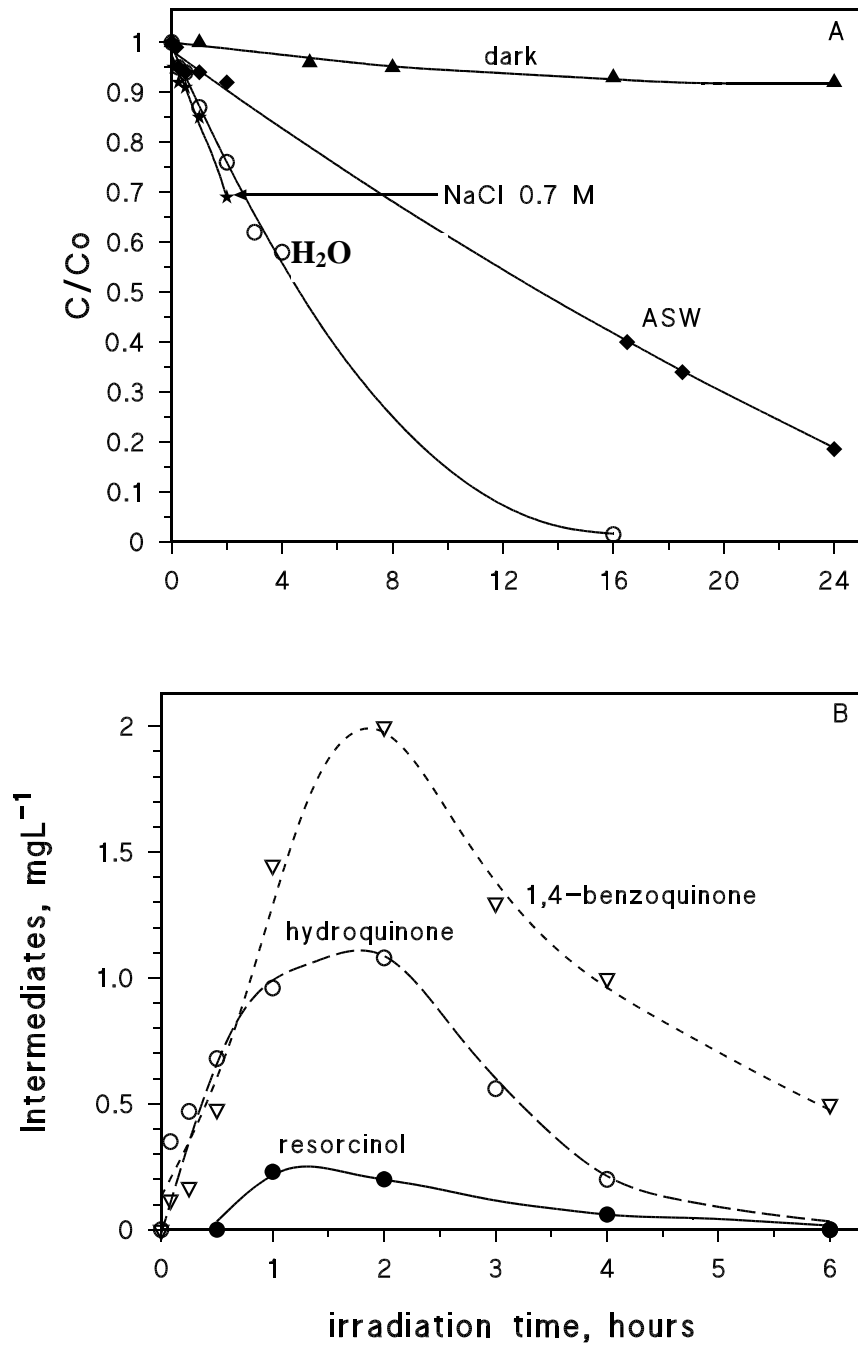 A
dark
1
0.9
0.8
0.7
0.6
0.5
0.4
0.3
0.2
0.1
0
C/Co
NaCl 0.7 M
H₂O
ASW
0 4 8 12 16 20 24
B
2
1.5
1.0
0.5
0
Intermediates, mgL⁻¹
1,4-benzoquinone
hydroquinone
resorcinol
0 1 2 3 4 5 6
irradiation time, hours